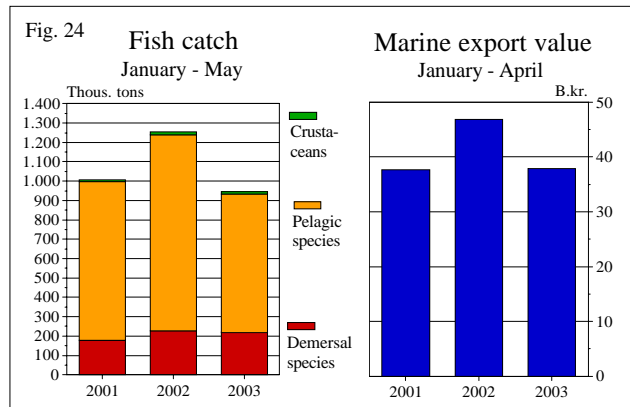 Fig. 24
Fish catch
January - May
Thous. tons
1.400
1.300
1.200
1.100
1.000
900
800
700
600
500
400
300
200
100
0
2001
2002
2003
Crusta-
ceans
Pelagic
species
Demersal
species
Marine export value
January - April
B.kr.
50
40
30
20
10
0
2001
2002
2003